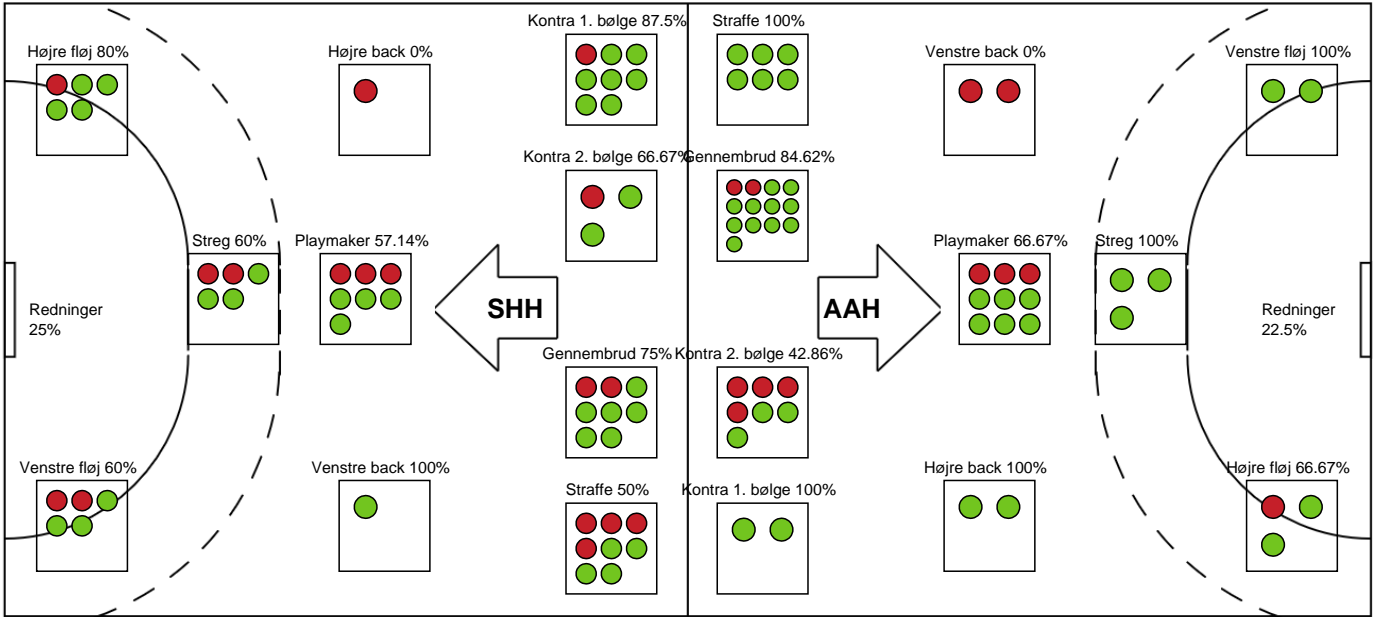 Kontra 1. bølge 87.5%
Straffe 100%
Højre fløj 80%
Højre back 0%
Venstre back 0%
Venstre fløj 100%
Kontra 2. bølge 66.67%
Gennembrud 84.62%
Streg 60%
Playmaker 57.14%
Playmaker 66.67%
Streg 100%
Redninger
25%
SHH
AAH
Redninger
22.5%
Gennembrud 75%
Kontra 2. bølge 42.86%
Venstre fløj 60%
Venstre back 100%
Højre back 100%
Højre fløj 66.67%
Straffe 50%
Kontra 1. bølge 100%